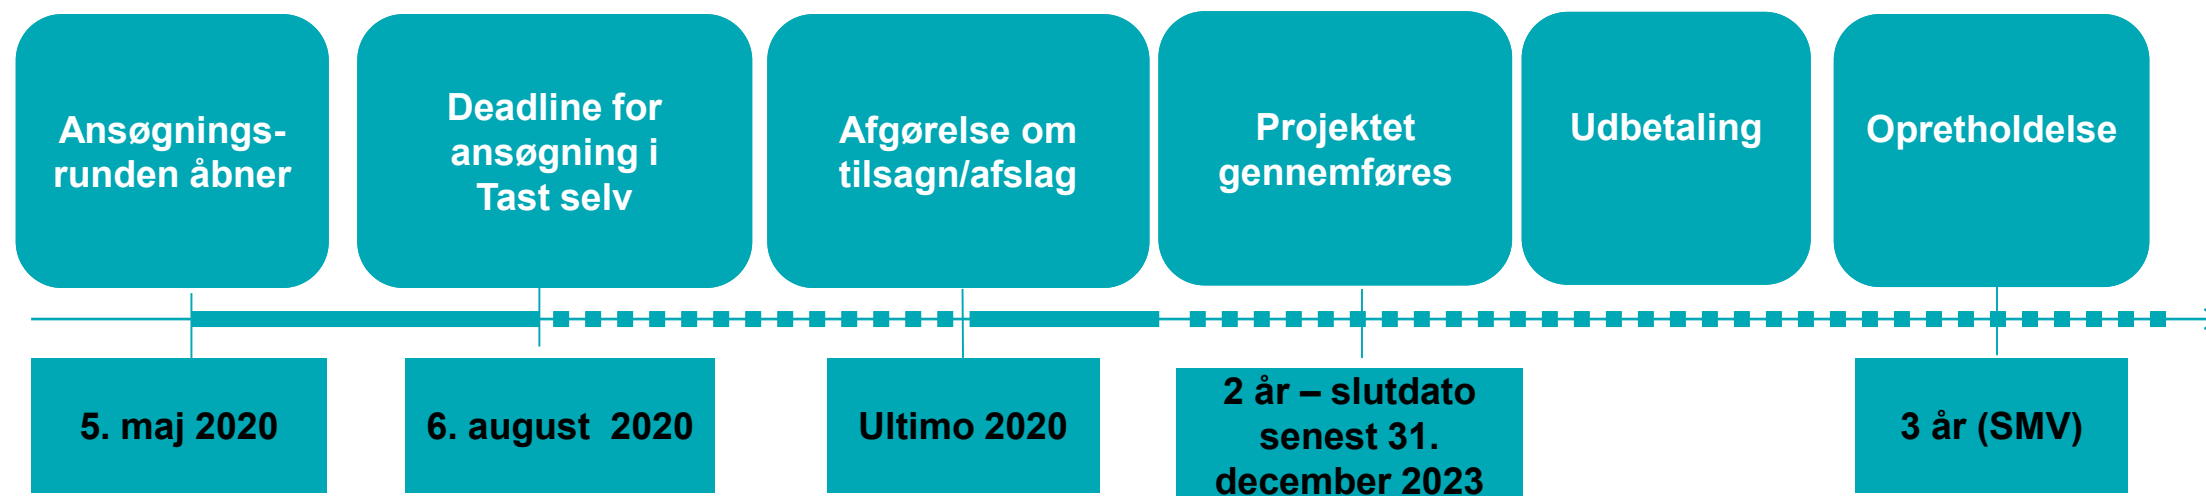 Ansøgnings-
runden åbner
Deadline for
ansøgning i
Tast selv
Afgørelse om
tilsagn/afslag
Projektet
gennemføres
Udbetaling
Opretholdelse
5. maj 2020
6. august 2020
Ultimo 2020
2 år – slutdato
senest 31.
december 2023
3 år (SMV)